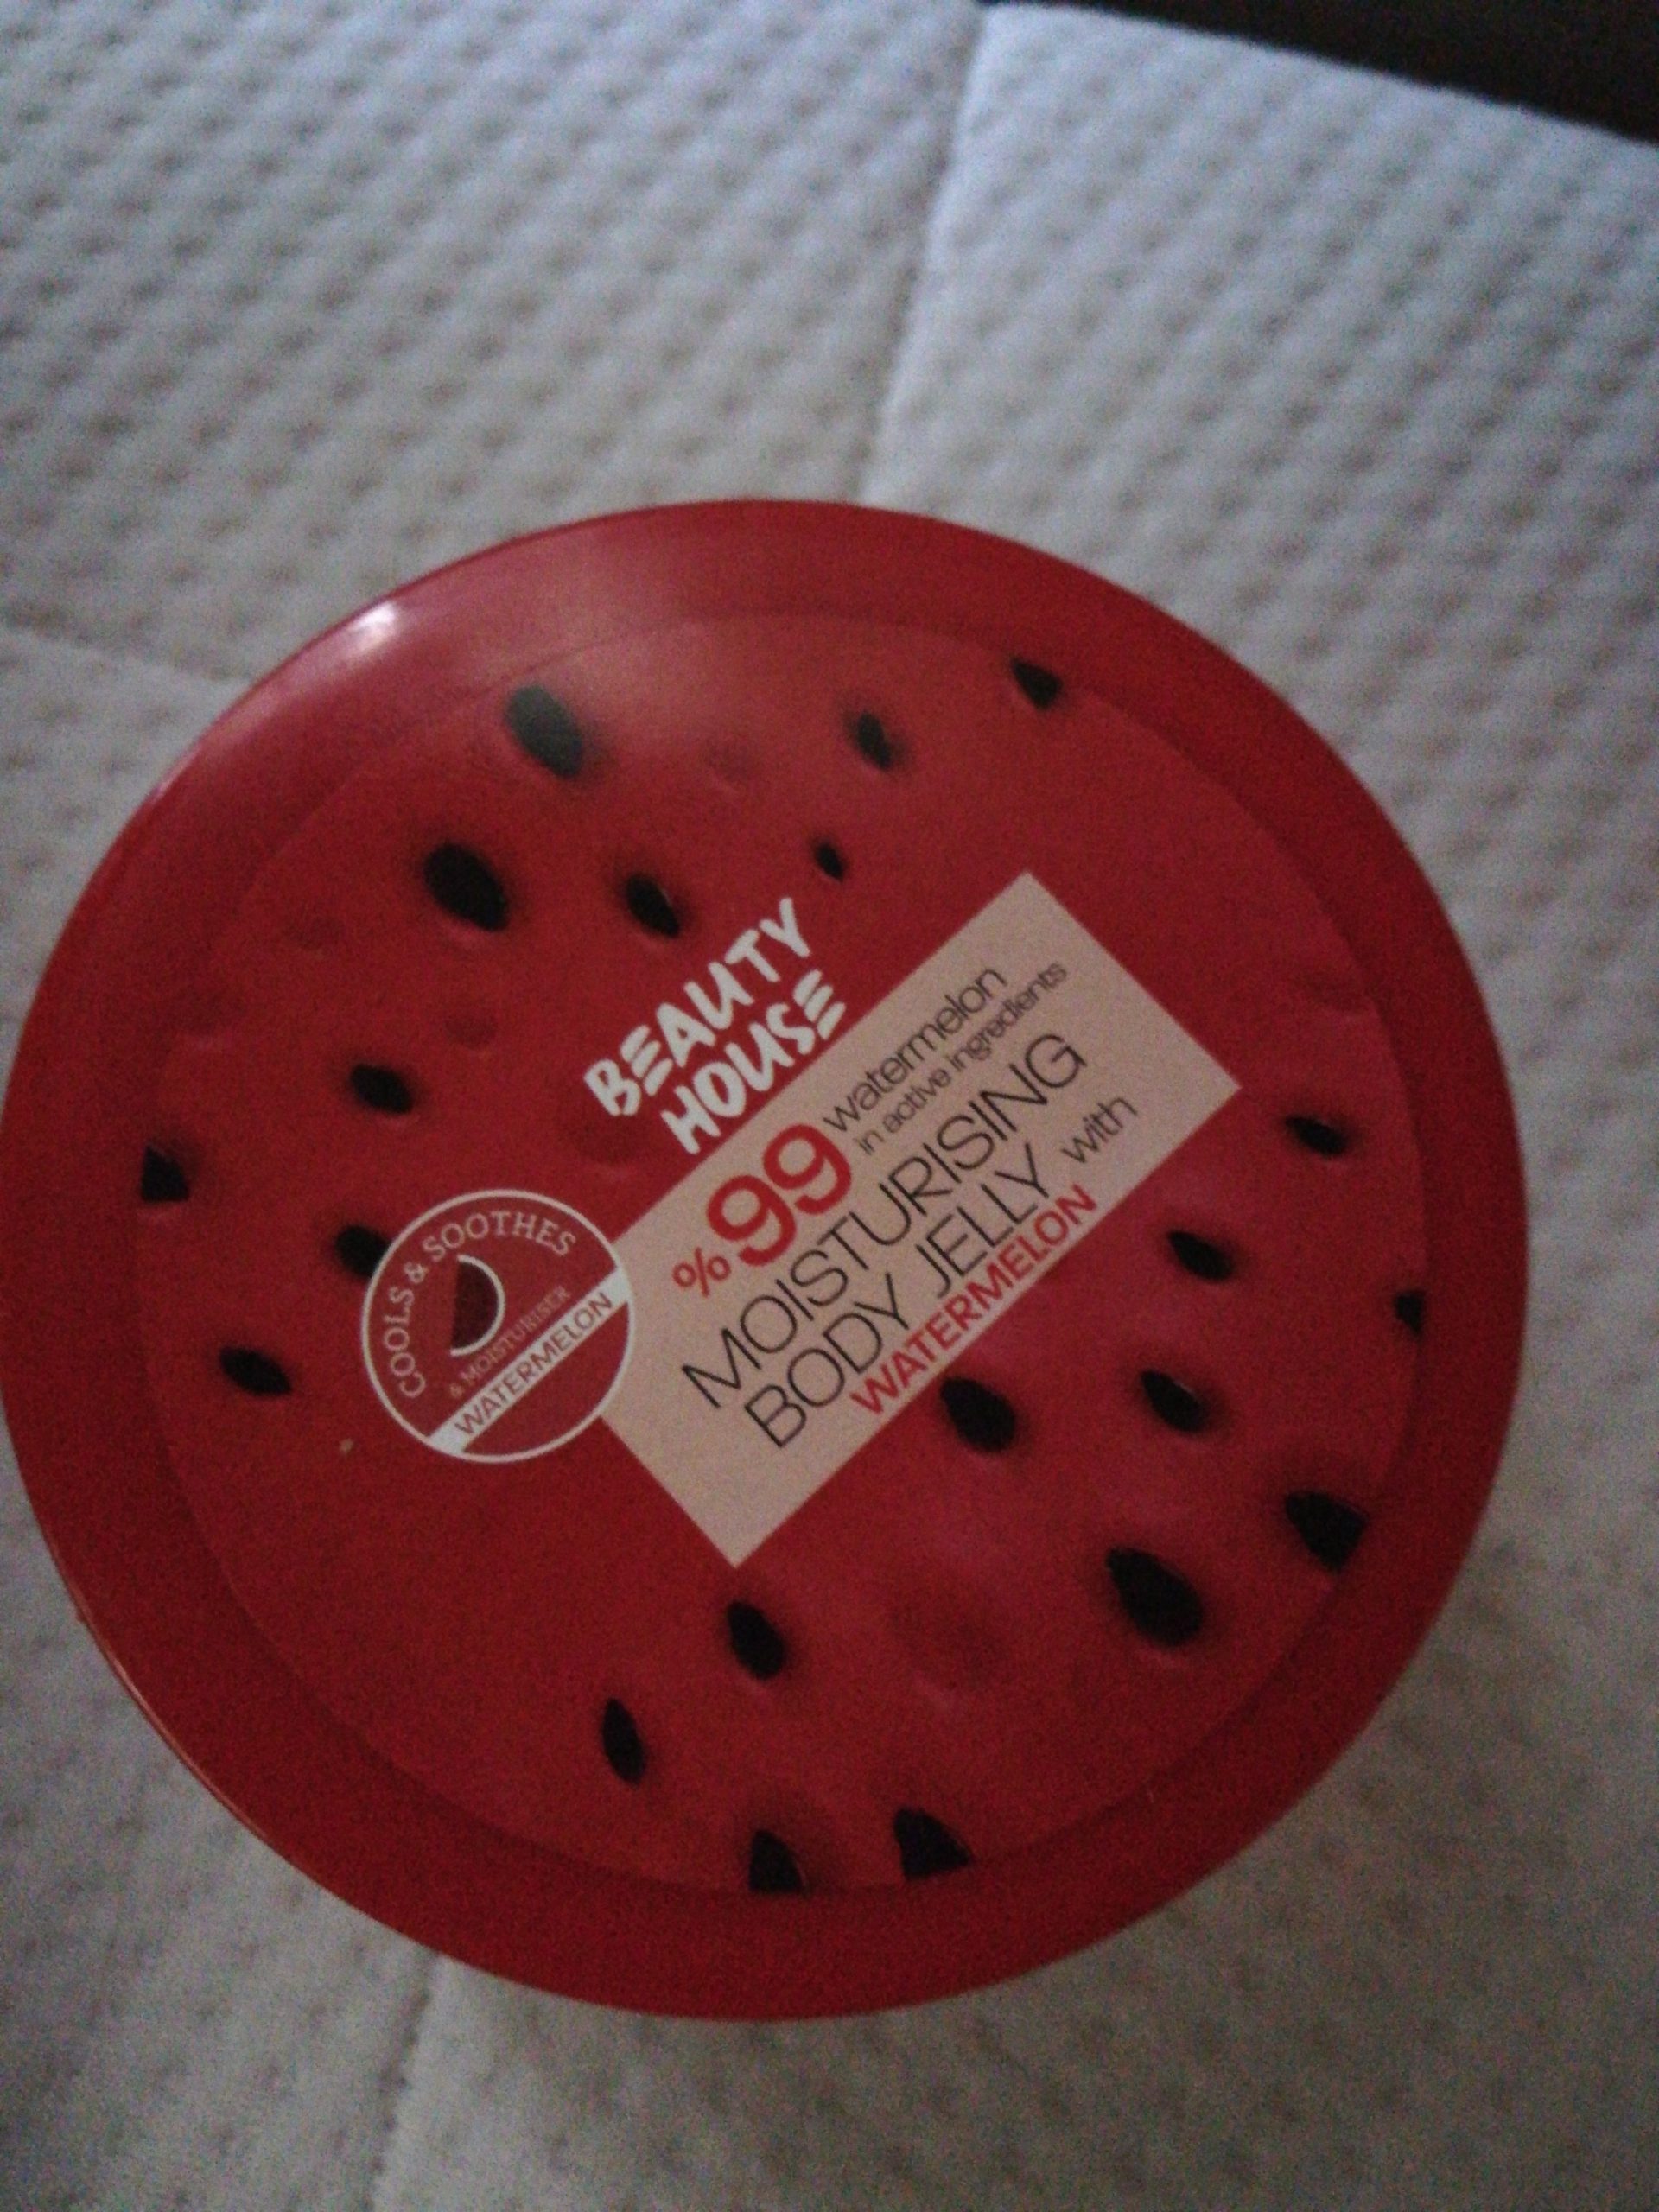 BEAUTY
HOUSE
%99 watermelon
in active ingredients
MOISTURISING
BODY JELLY with
WATERMELON
COOLS & SOOTHES
& MOISTURISER
WATERMELON